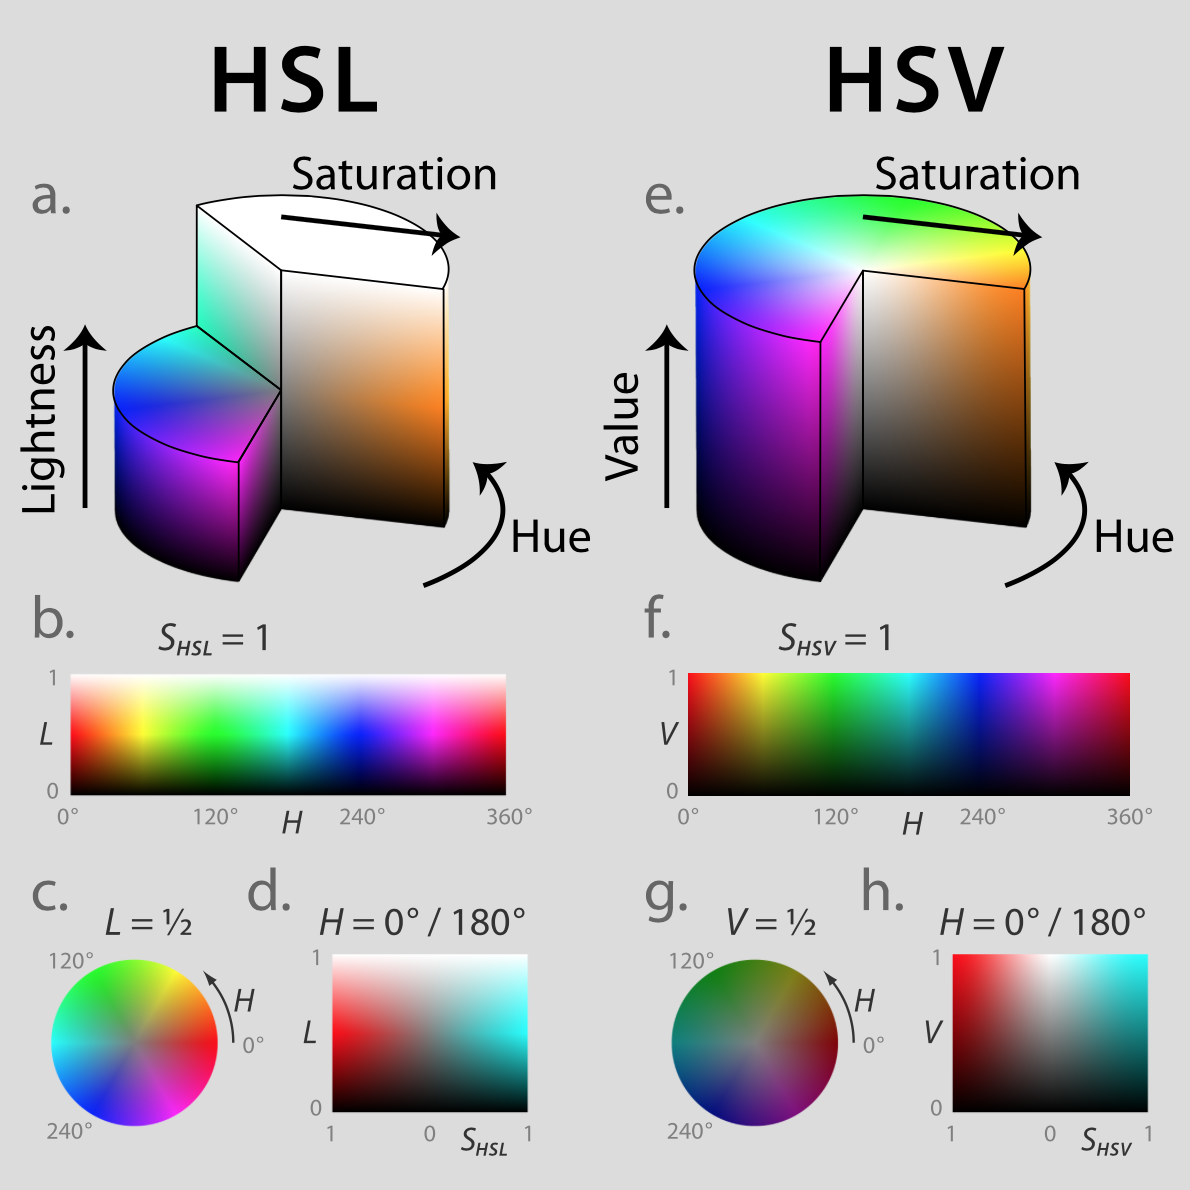 HSL
HSV
a.
Saturation
Lightness
Hue
e.
Saturation
Value
Hue
b.
S_HSL = 1
1
L
0
0°
120°
H
240°
360°
f.
S_HSV = 1
1
V
0
0°
120°
H
240°
360°
c.
L = ½
120°
H
0°
240°
d.
H = 0° / 180°
1
L
0
1
0
S_HSL
1
g.
V = ½
120°
H
0°
240°
h.
H = 0° / 180°
1
V
0
1
0
S_HSV
1